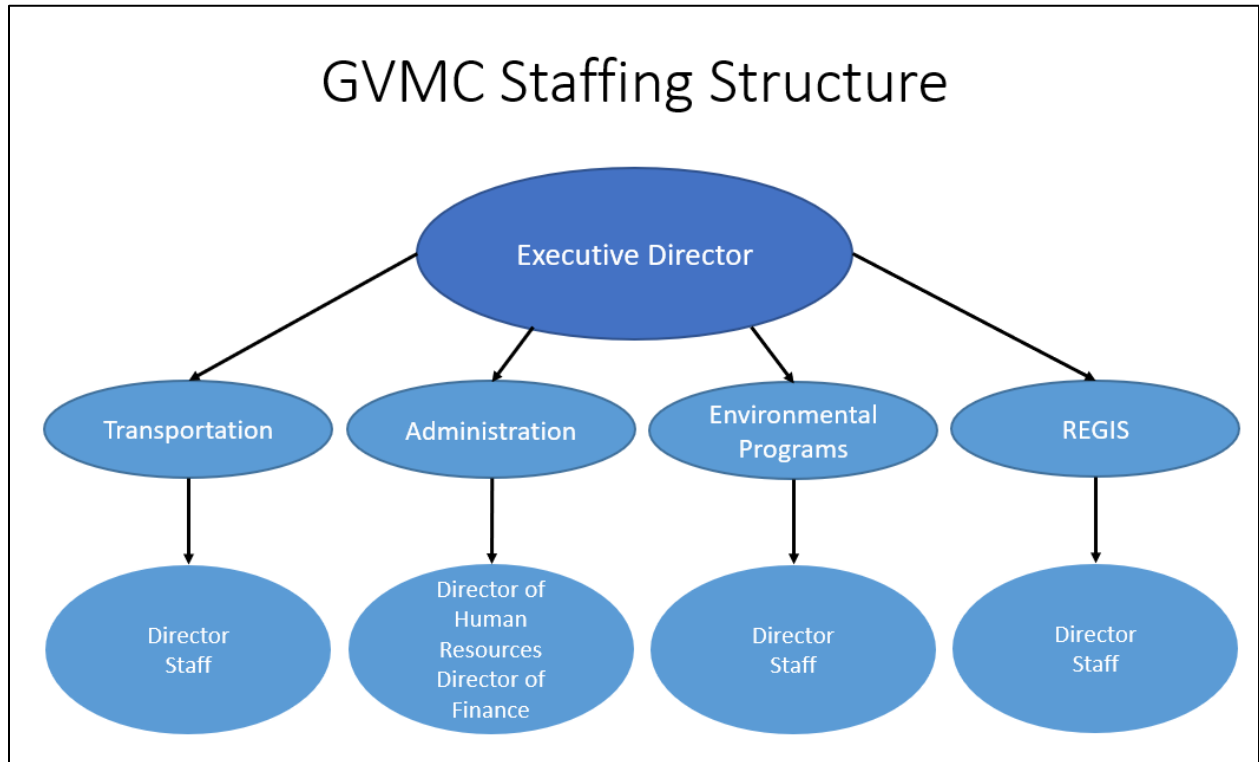 GVMC Staffing Structure
Executive Director
Transportation
Administration
Environmental
Programs
REGIS
Director
Staff
Director of
Human
Resources
Director of
Finance
Director
Staff
Director
Staff